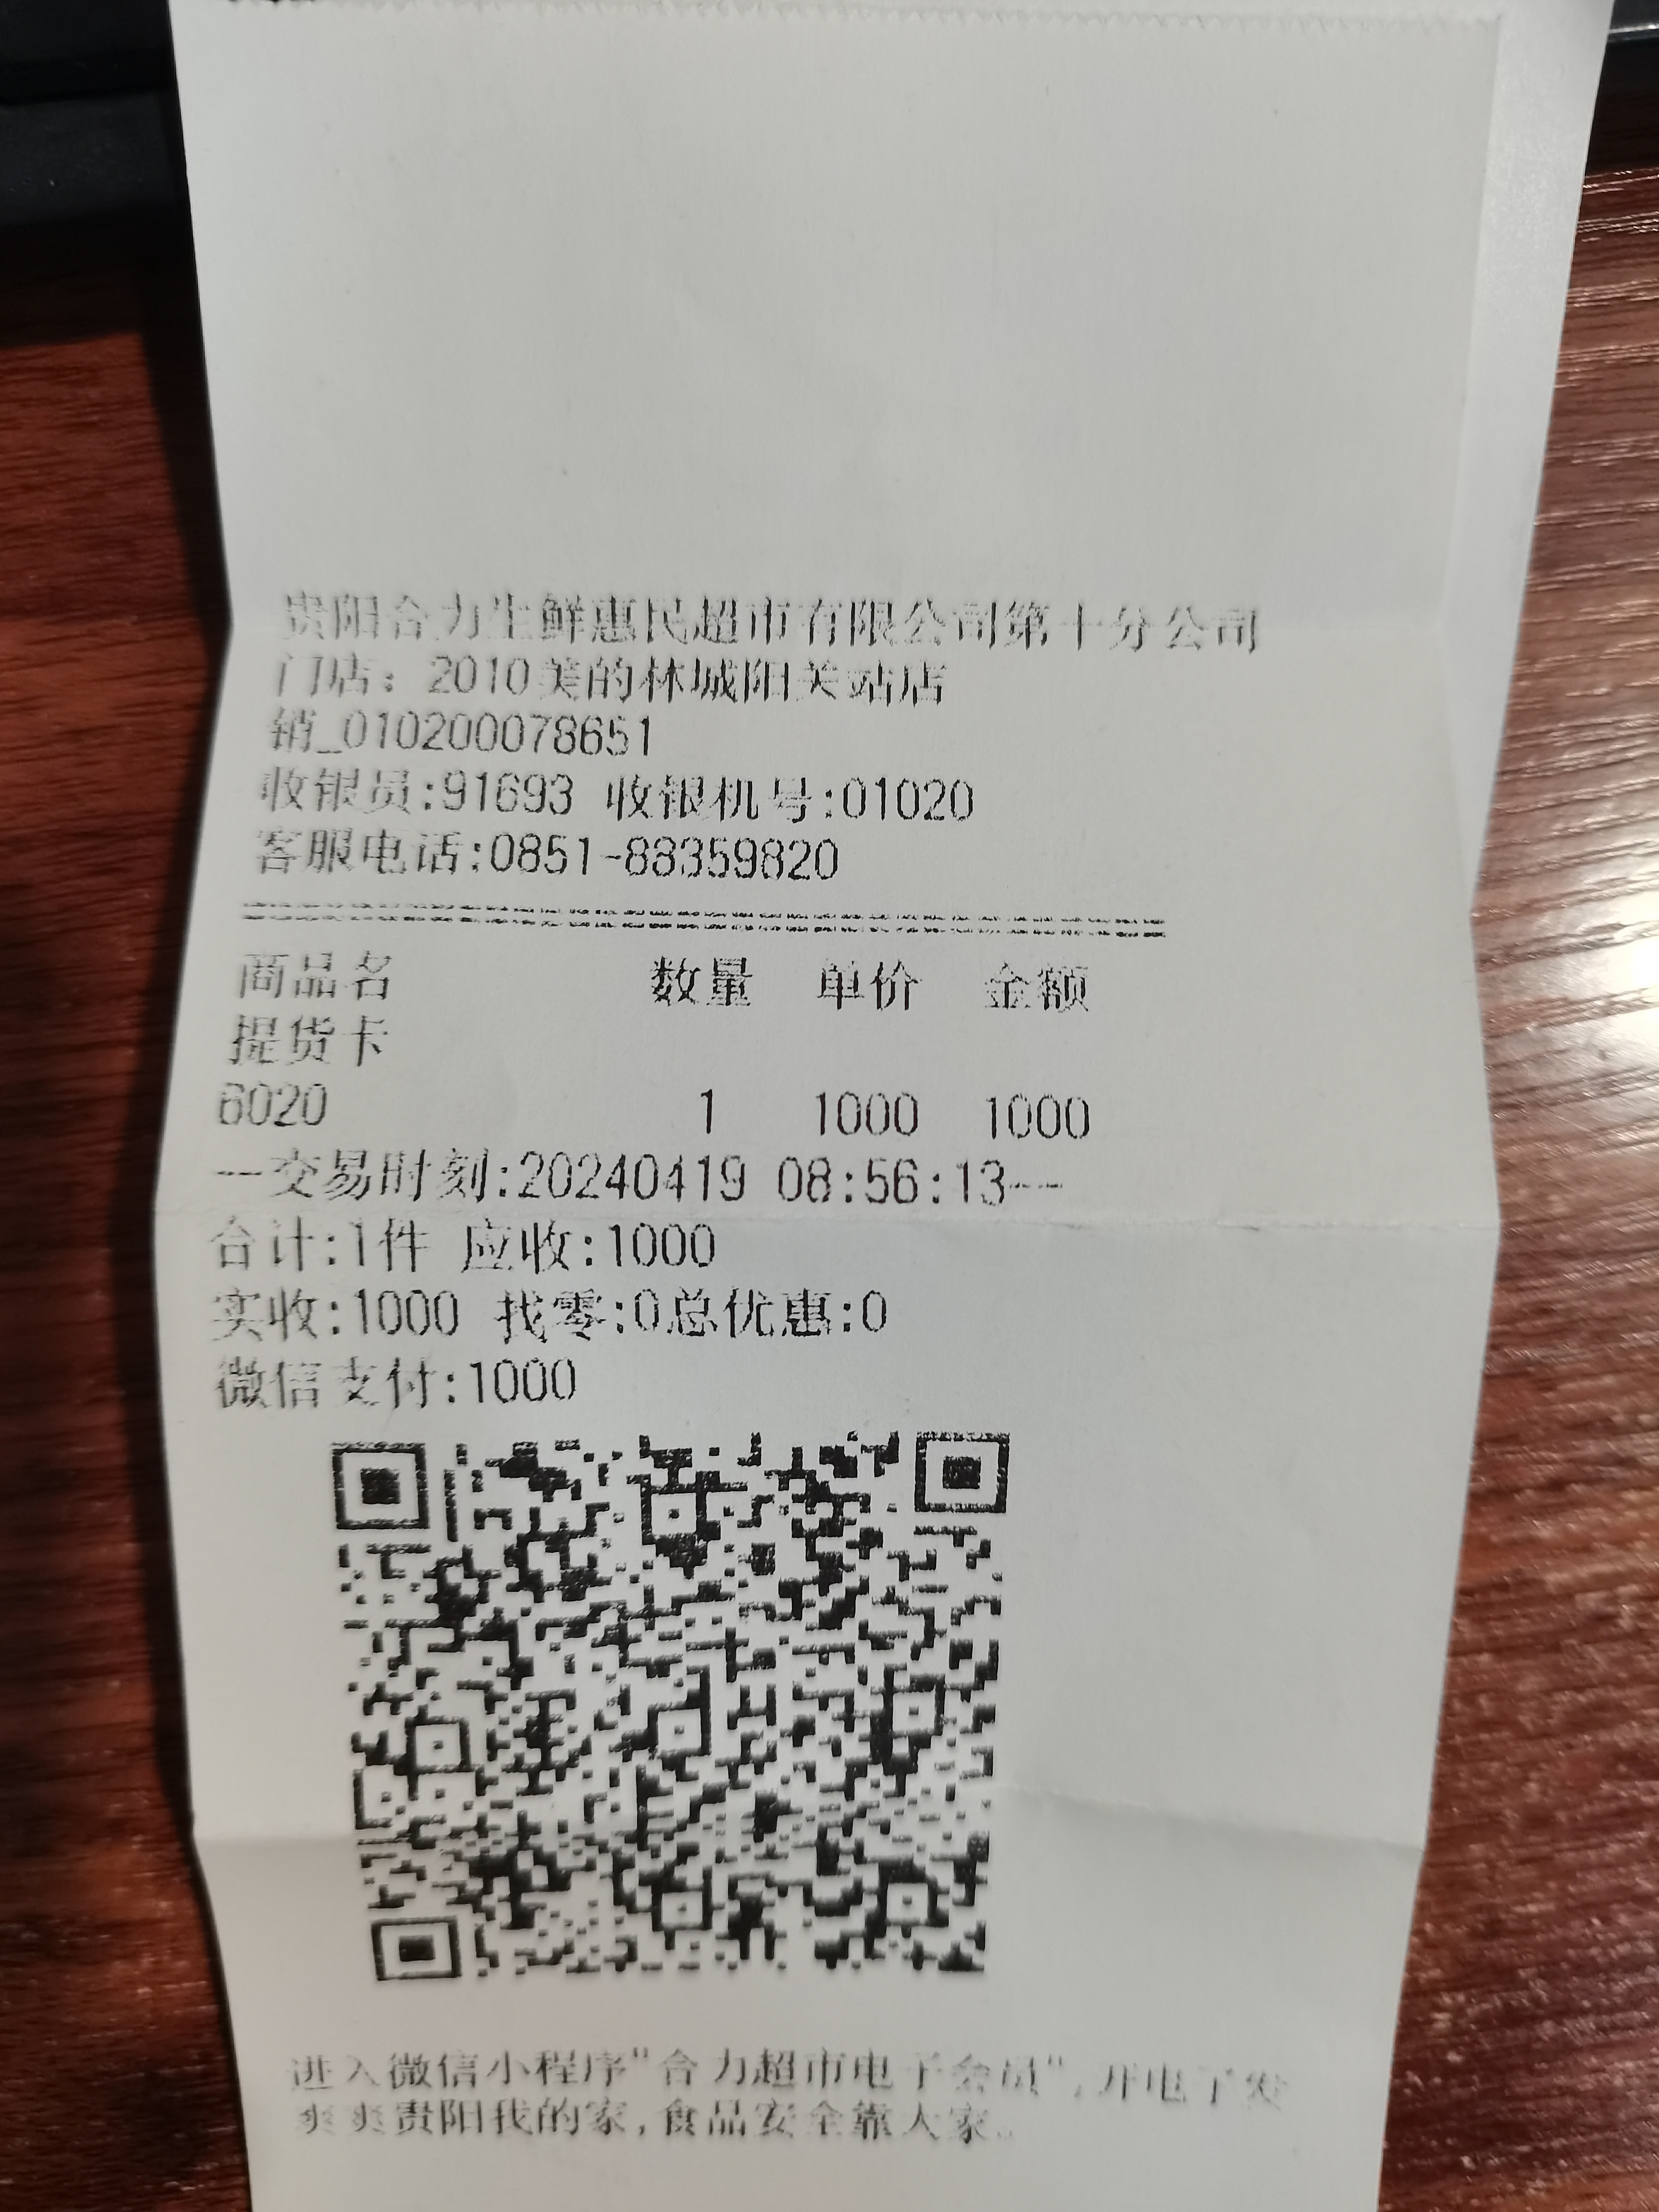 贵阳合力生鲜惠民超市有限公司第十分公司
门店：2010美的林城阳关站店
销_010200078651
收银员:91693 收银机号:01020
客服电话:0851-88359820
商品名 数量 单价 金额
提货卡
6020 1 1000 1000
--交易时刻:20240419 08:56:13--
合计:1件 应收:1000
实收:1000 找零:0总优惠:0
微信支付:1000
进入微信小程序"合力超市电子会员",开电子
爽爽贵阳我的家,食品安全靠大家。